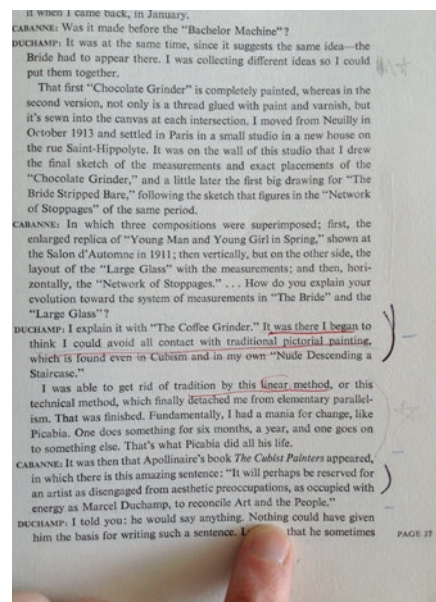 it when I came back, in January.
CABANNE: Was it made before the "Bachelor Machine"?
DUCHAMP: It was at the same time, since it suggests the same idea—the
Bride had to appear there. I was collecting different ideas so I could
put them together.
That first "Chocolate Grinder" is completely painted, whereas in the
second version, not only is a thread glued with paint and varnish, but
it's sewn into the canvas at each intersection. I moved from Neuilly in
October 1913 and settled in Paris in a small studio in a new house on
the rue Saint-Hippolyte. It was on the wall of this studio that I drew
the final sketch of the measurements and exact placements of the
"Chocolate Grinder," and a little later the first big drawing for "The
Bride Stripped Bare," following the sketch that figures in the "Network
of Stoppages" of the same period.
CABANNE: In which three compositions were superimposed; first, the
enlarged replica of "Young Man and Young Girl in Spring," shown at
the Salon d'Automne in 1911; then vertically, but on the other side, the
layout of the "Large Glass" with the measurements; and then, hori-
zontally, the "Network of Stoppages." . . . How do you explain your
evolution toward the system of measurements in "The Bride" and the
"Large Glass"?
DUCHAMP: I explain it with "The Coffee Grinder." It was there I began to
think I could avoid all contact with traditional pictorial painting,
which is found even in Cubism and in my own "Nude Descending a
Staircase."
I was able to get rid of tradition by this linear method, or this
technical method, which finally detached me from elementary parallel-
ism. That was finished. Fundamentally, I had a mania for change, like
Picabia. One does something for six months, a year, and one goes on
to something else. That's what Picabia did all his life.
CABANNE: It was then that Apollinaire's book The Cubist Painters appeared,
in which there is this amazing sentence: "It will perhaps be reserved for
an artist as disengaged from aesthetic preoccupations, as occupied with
energy as Marcel Duchamp, to reconcile Art and the People."
DUCHAMP: I told you: he would say anything. Nothing could have given
him the basis for writing such a sentence. that he sometimes
PAGE 37